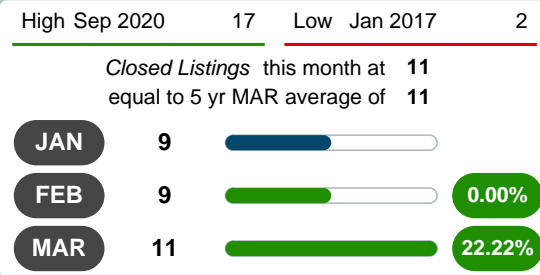 High Sep 2020 17 Low Jan 2017 2
Closed Listings this month at 11
equal to 5 yr MAR average of 11
JAN 9
FEB 9 0.00%
MAR 11 22.22%